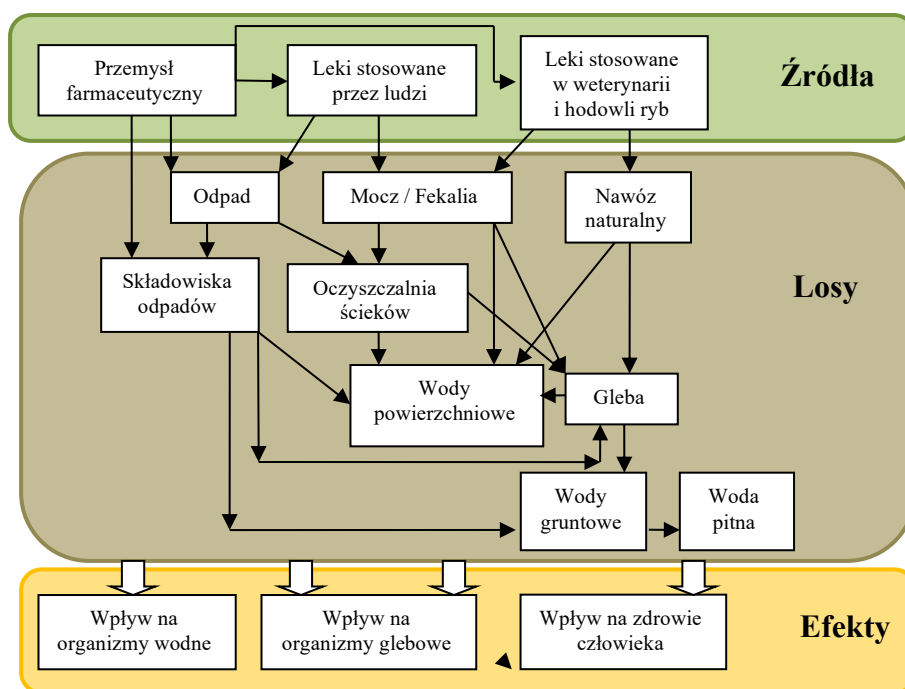 Przemysł
farmaceutyczny
Leki stosowane
przez ludzi
Leki stosowane
w weterynarii
i hodowli ryb
Źródła
Odpad
Mocz / Fekalia
Nawóz
naturalny
Składowiska
odpadów
Oczyszczalnia
ścieków
Losy
Wody
powierzchniowe
Gleba
Wody
gruntowe
Woda
pitna
Wpływ na
organizmy wodne
Wpływ na
organizmy glebowe
Wpływ na zdrowie
człowieka
Efekty